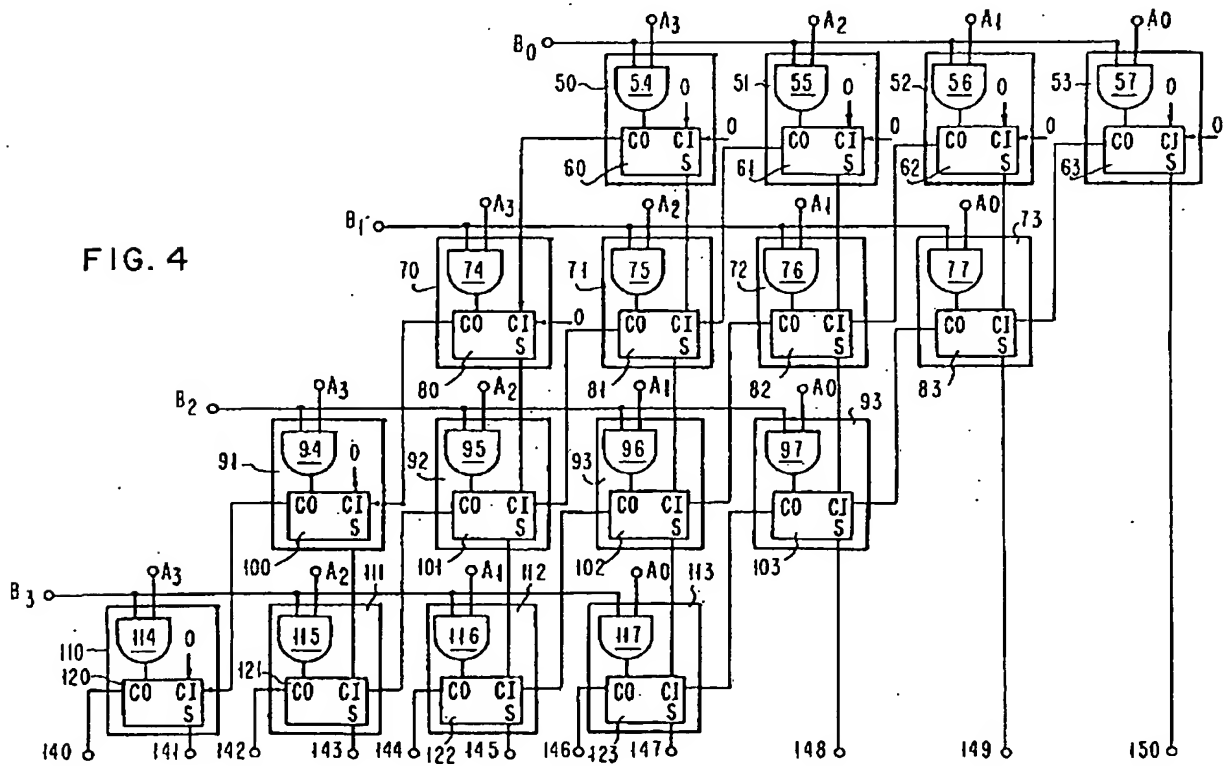 A3 A2 A1 A0
B0
50 54 0 51 55 0 52 56 0 53 57 0
CO CI 0 CO CI 0 CO CI 0 CO CJ 0
S S S S
60 61 62 63
A3 A2 A1 A0 73
B1
FIG. 4
70 74 71 75 72 76 77
CO CI 0 CO CI CO CI CO CI
S S S S
80 81 82 83
A3 A2 A1 A0 93
B2
91 94 0 92 95 93 96 97
CO CI CO CI CO CI CO CJ
S S S S
100 101 102 103
A3 A2 111 A1 112 A0 113
B3
110 114 0 115 116 117
120 CO CI 121 CO CI CO CI CO CI
S S S S
122 123
140 141 142 143 144 145 146 147 148 149 150